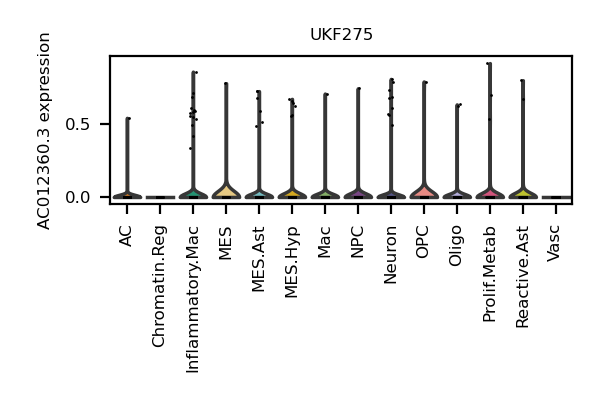 UKF275
AC012360.3 expression
0.5
0.0
AC
Chromatin.Reg
Inflammatory.Mac
MES
MES.Ast
MES.Hyp
Mac
NPC
Neuron
OPC
Oligo
Prolif.Metab
Reactive.Ast
Vasc